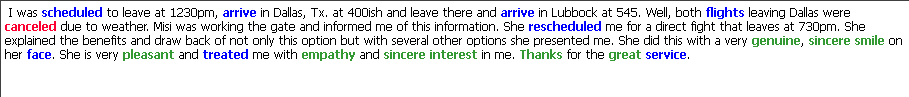 I was scheduled to leave at 1230pm, arrive in Dallas, Tx. at 400ish and leave there and arrive in Lubbock at 545. Well, both flights leaving Dallas were
canceled due to weather. Misi was working the gate and informed me of this information. She rescheduled me for a direct fight that leaves at 730pm. She
explained the benefits and draw back of not only this option but with several other options she presented me. She did this with a very genuine, sincere smile on
her face. She is very pleasant and treated me with empathy and sincere interest in me. Thanks for the great service.